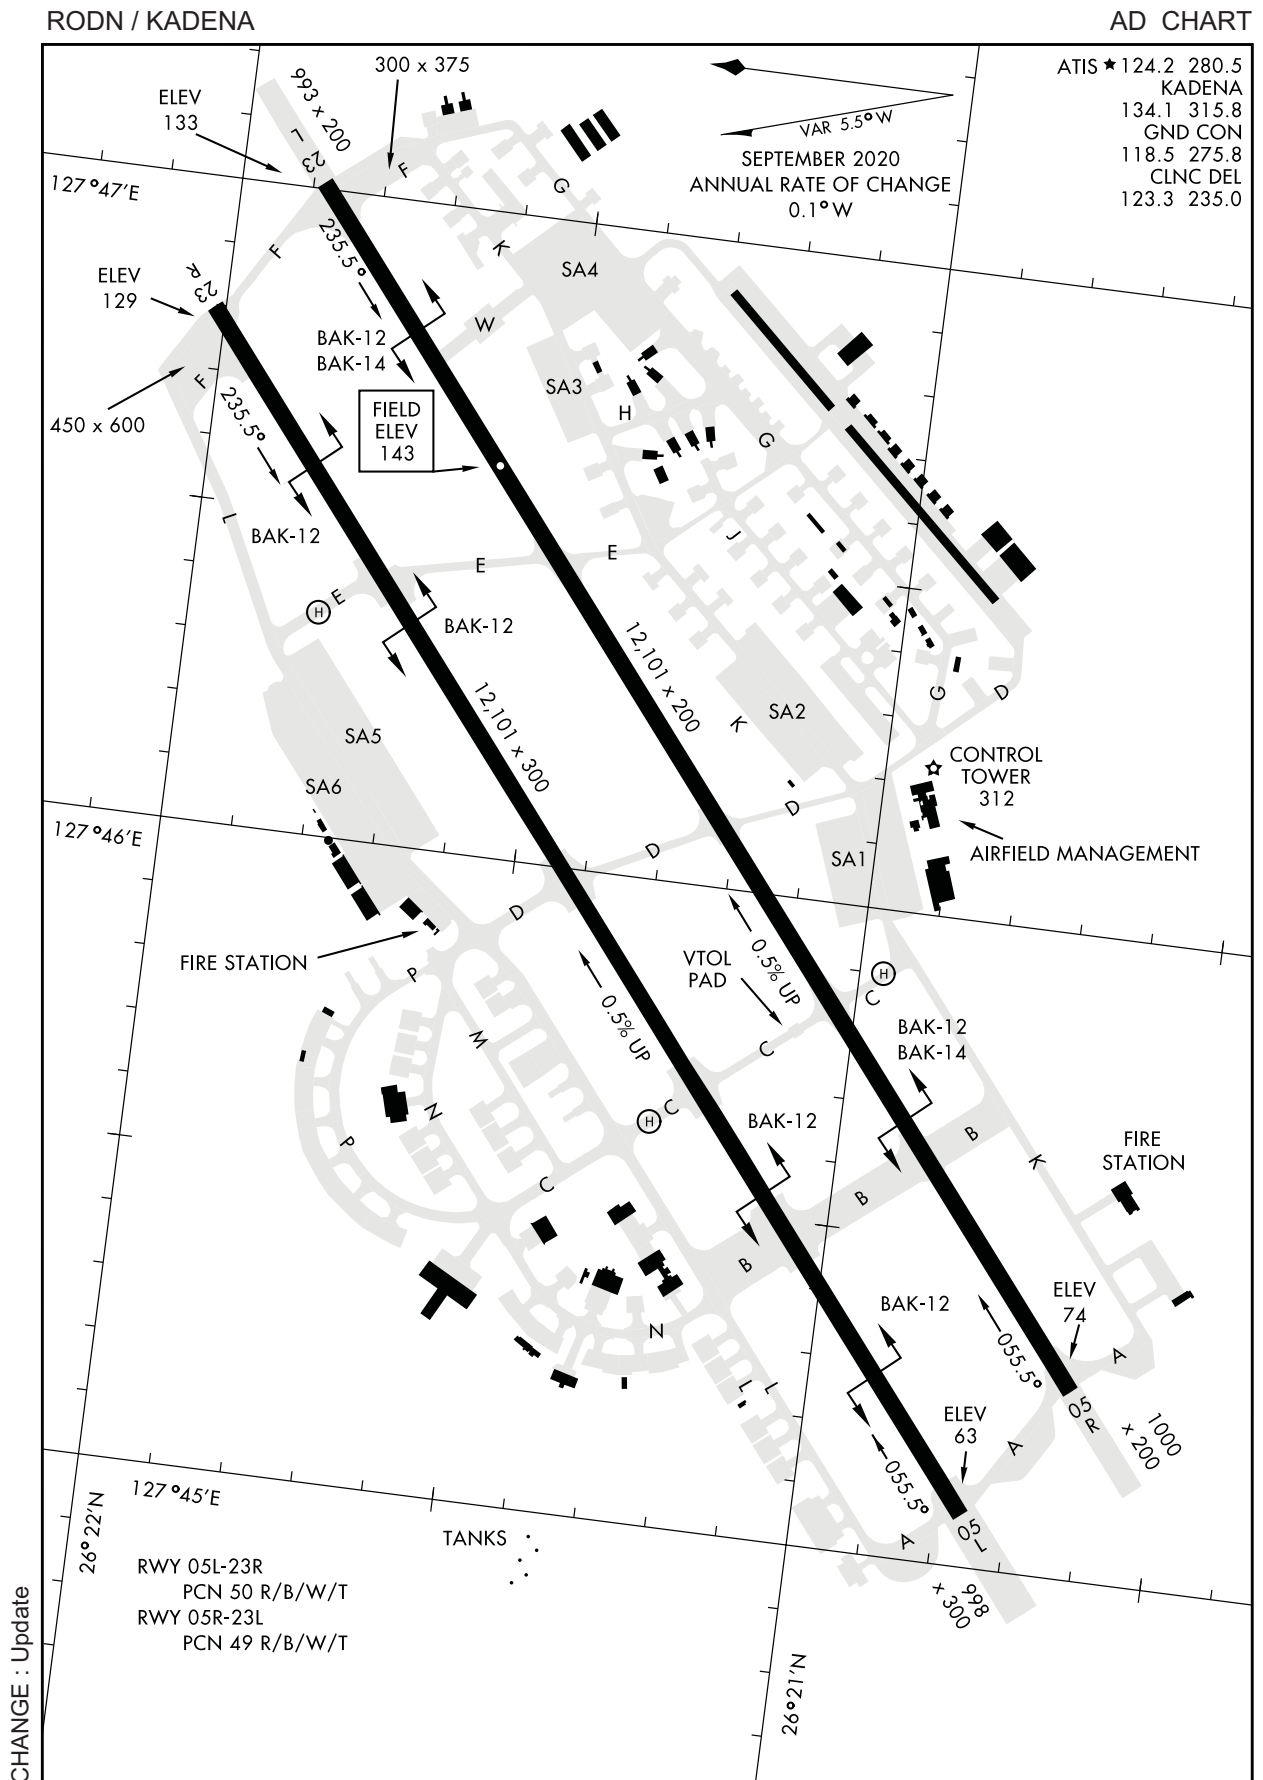 RODN / KADENA
AD CHART
ATIS ★ 124.2 280.5
KADENA
134.1 315.8
GND CON
118.5 275.8
CLNC DEL
123.3 235.0
VAR 5.5° W
SEPTEMBER 2020
ANNUAL RATE OF CHANGE
0.1° W
300 x 375
993 x 200
ELEV
133
23
L
F
G
127°47'E
F
235.5°
K
SA4
ELEV
129
23
R
BAK-12
BAK-14
W
F
SA3
450 x 600
235.5°
FIELD
ELEV
143
H
G
L
BAK-12
J
E
E
H
E
BAK-12
12,101 x 200
G
D
12,101 x 300
K
SA2
SA5
SA6
CONTROL
TOWER
312
D
127°46'E
D
SA1
AIRFIELD MANAGEMENT
D
FIRE STATION
P
VTOL
PAD
0.5% UP
H
C
0.5% UP
M
C
BAK-12
BAK-14
N
P
H
C
BAK-12
B
K
FIRE
STATION
C
B
B
N
BAK-12
ELEV
74
055.5°
A
L
L
05
R
ELEV
63
1000
x 200
A
055.5°
127°45'E
26°22'N
TANKS
A
05
L
998
x 300
RWY 05L-23R
PCN 50 R/B/W/T
RWY 05R-23L
PCN 49 R/B/W/T
26°21'N
CHANGE : Update